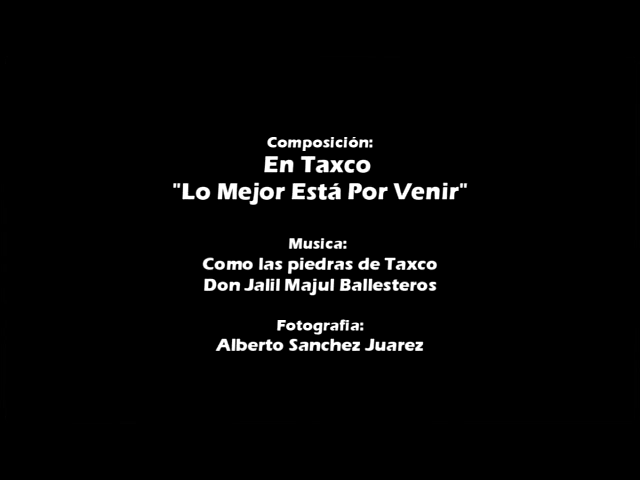 Composición:
En Taxco
"Lo Mejor Está Por Venir"
Musica:
Como las piedras de Taxco
Don Jalil Majul Ballesteros
Fotografia:
Alberto Sanchez Juarez